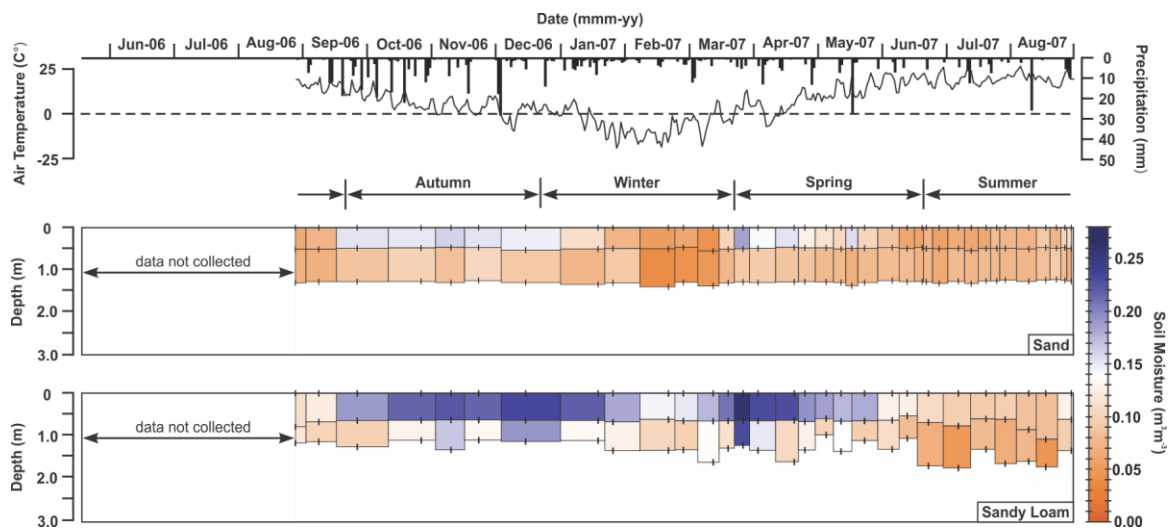 Date (mmm-yy)
Jun-06 Jul-06 Aug-06 Sep-06 Oct-06 Nov-06 Dec-06 Jan-07 Feb-07 Mar-07 Apr-07 May-07 Jun-07 Jul-07 Aug-07
Air Temperature (C°)
25
0
-25
Precipitation (mm)
0
10
20
30
40
50
Autumn Winter Spring Summer
Depth (m)
0
1.0
2.0
3.0
data not collected
Sand
Depth (m)
0
1.0
2.0
3.0
data not collected
Sandy Loam
0.25
0.20
0.15
0.10
0.05
0.00
Soil Moisture (m³m⁻³)